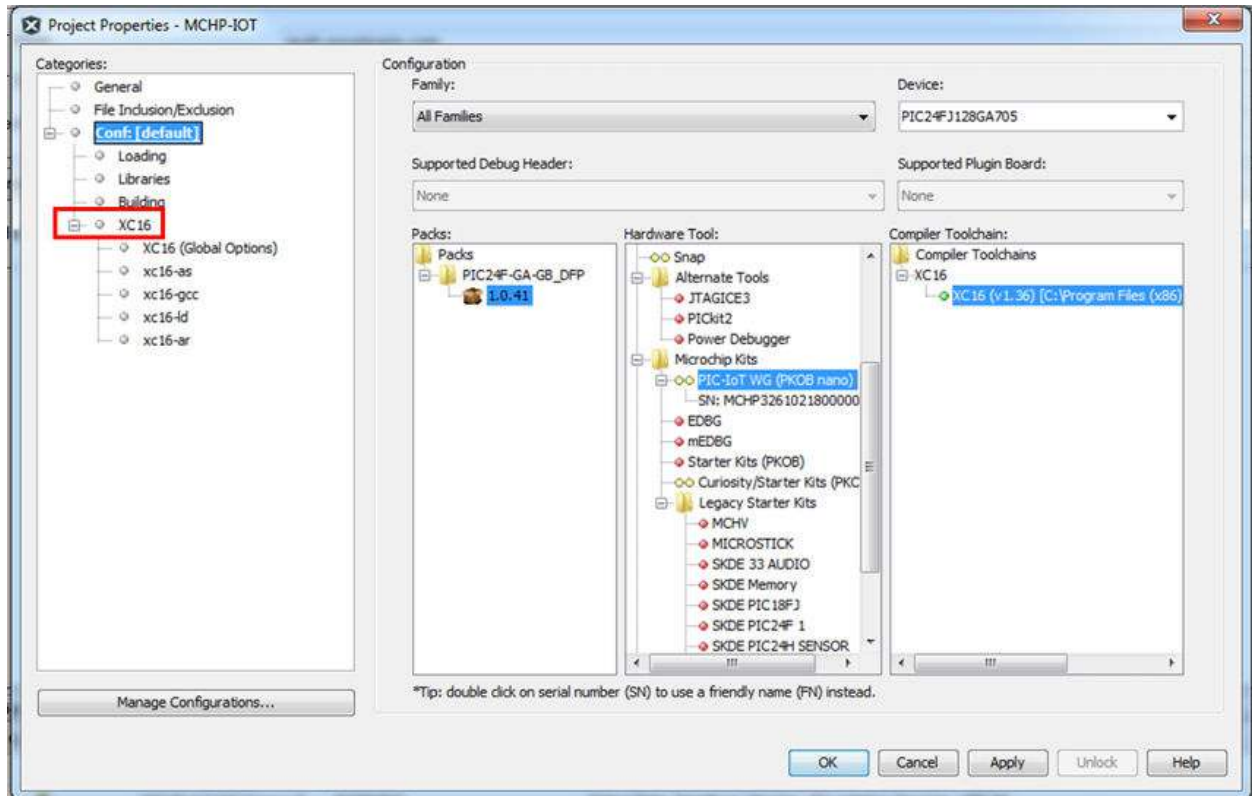 Project Properties - MCHP-IOT
Categories:
General
File Inclusion/Exclusion
Conf: [default]
Loading
Libraries
Building
XC16
XC16 (Global Options)
xc16-as
xc16-gcc
xc16-ld
xc16-ar
Manage Configurations...
Configuration
Family:
All Families
Device:
PIC24FJ128GA705
Supported Debug Header:
None
Supported Plugin Board:
None
Packs:
Packs
PIC24F-GA-GB_DFP
1.0.41
Hardware Tool:
Snap
Alternate Tools
JTAGICE3
PICkit2
Power Debugger
Microchip Kits
PIC-IoT WG (PKOB nano)
SN: MCHP3261021800000
EDBG
mEDBG
Starter Kits (PKOB)
Curiosity/Starter Kits (PKC
Legacy Starter Kits
MCHV
MICROSTICK
SKDE 33 AUDIO
SKDE Memory
SKDE PIC18FJ
SKDE PIC24F 1
SKDE PIC24H SENSOR
Compiler Toolchain:
Compiler Toolchains
XC16
XC16 (v1.36) [C:\Program Files (x86)
*Tip: double click on serial number (SN) to use a friendly name (FN) instead.
OK
Cancel
Apply
Unlock
Help